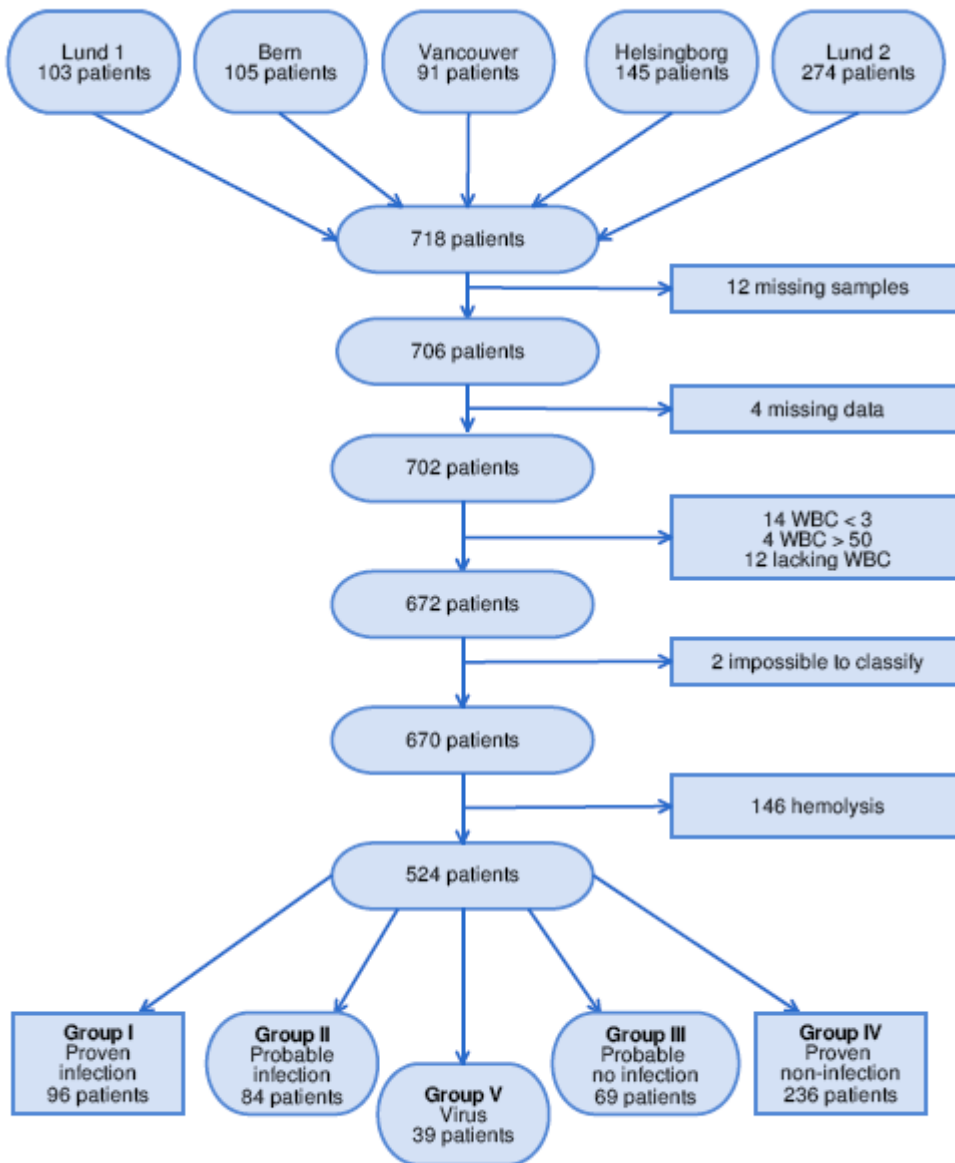 Lund 1
103 patients
Bern
105 patients
Vancouver
91 patients
Helsingborg
145 patients
Lund 2
274 patients
718 patients
12 missing samples
706 patients
4 missing data
702 patients
14 WBC < 3
4 WBC > 50
12 lacking WBC
672 patients
2 impossible to classify
670 patients
146 hemolysis
524 patients
Group I
Proven
infection
96 patients
Group II
Probable
infection
84 patients
Group V
Virus
39 patients
Group III
Probable
no infection
69 patients
Group IV
Proven
non-infection
236 patients